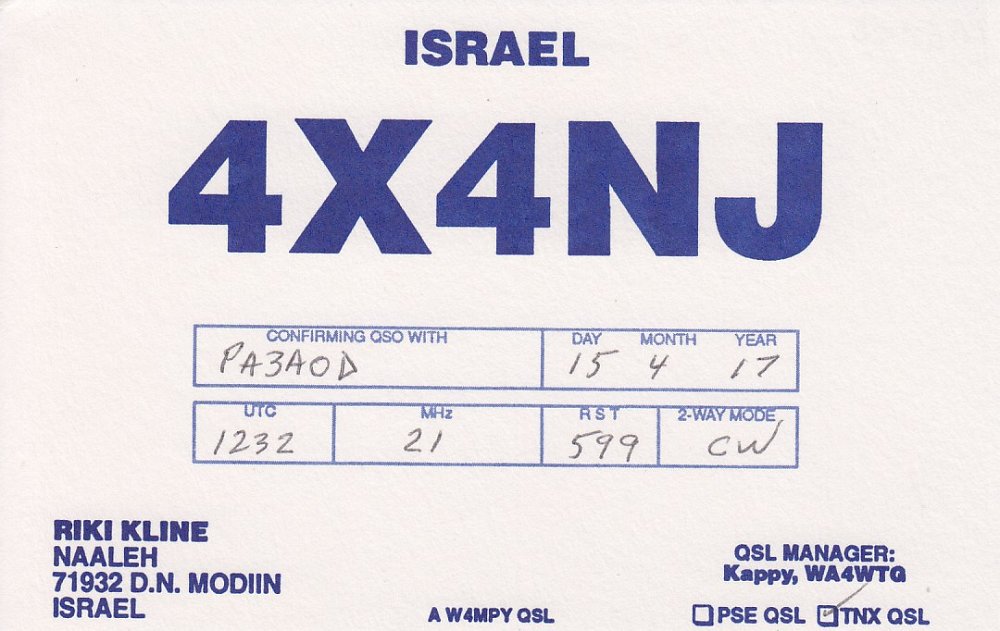 ISRAEL
4X4NJ
CONFIRMING QSO WITH DAY MONTH YEAR
PA3AOD 15 4 17
UTC MHz RST 2-WAY MODE
1232 21 599 CW
RIKI KLINE
NAALEH
71932 D.N. MODIIN
ISRAEL
A W4MPY QSL
QSL MANAGER:
Kappy, WA4WTG
PSE QSL TNX QSL